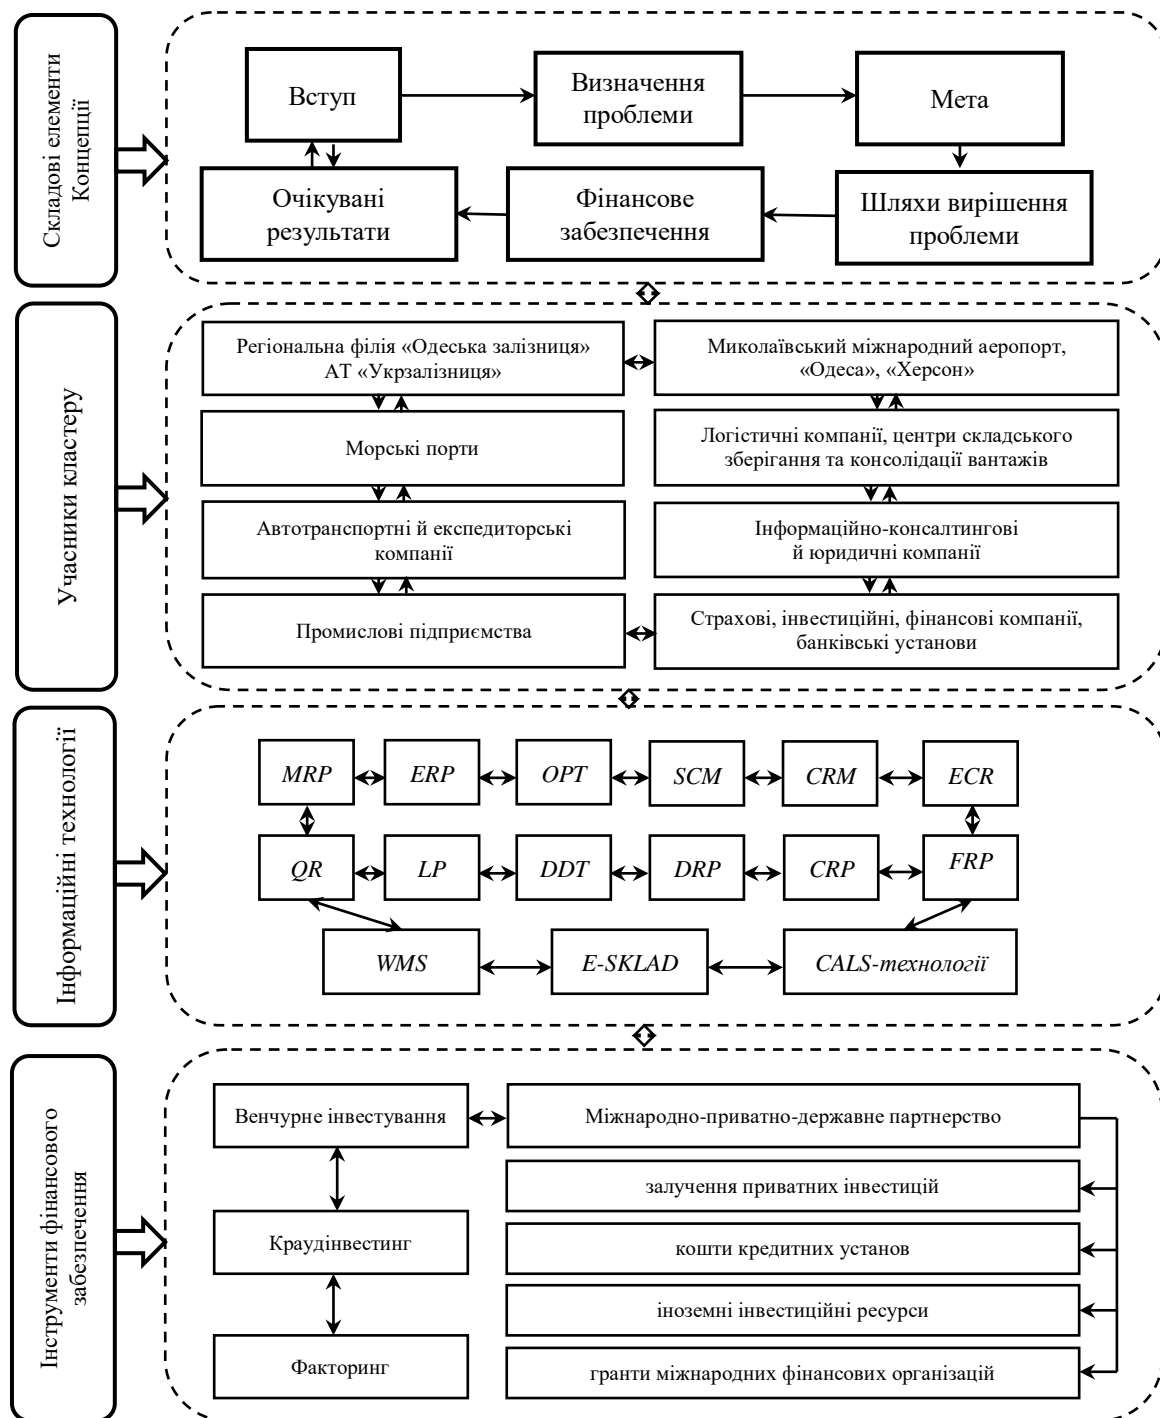 Складові елементи
Концепції
Вступ
Визначення
проблеми
Мета
Очікувані
результати
Фінансове
забезпечення
Шляхи вирішення
проблеми
Учасники кластеру
Регіональна філія «Одеська залізниця»
АТ «Укрзалізниця»
Миколаївський міжнародний аеропорт,
«Одеса», «Херсон»
Морські порти
Логістичні компанії, центри складського
зберігання та консолідації вантажів
Автотранспортні й експедиторські
компанії
Інформаційно-консалтингові
й юридичні компанії
Промислові підприємства
Страхові, інвестиційні, фінансові компанії,
банківські установи
Інформаційні технології
MRP
ERP
OPT
SCM
CRM
ECR
QR
LP
DDT
DRP
CRP
FRP
WMS
E-SKLAD
CALS-технології
Інструменти фінансового
забезпечення
Венчурне інвестування
Міжнародно-приватно-державне партнерство
залучення приватних інвестицій
Краудінвестинг
кошти кредитних установ
іноземні інвестиційні ресурси
Факторинг
гранти міжнародних фінансових організацій